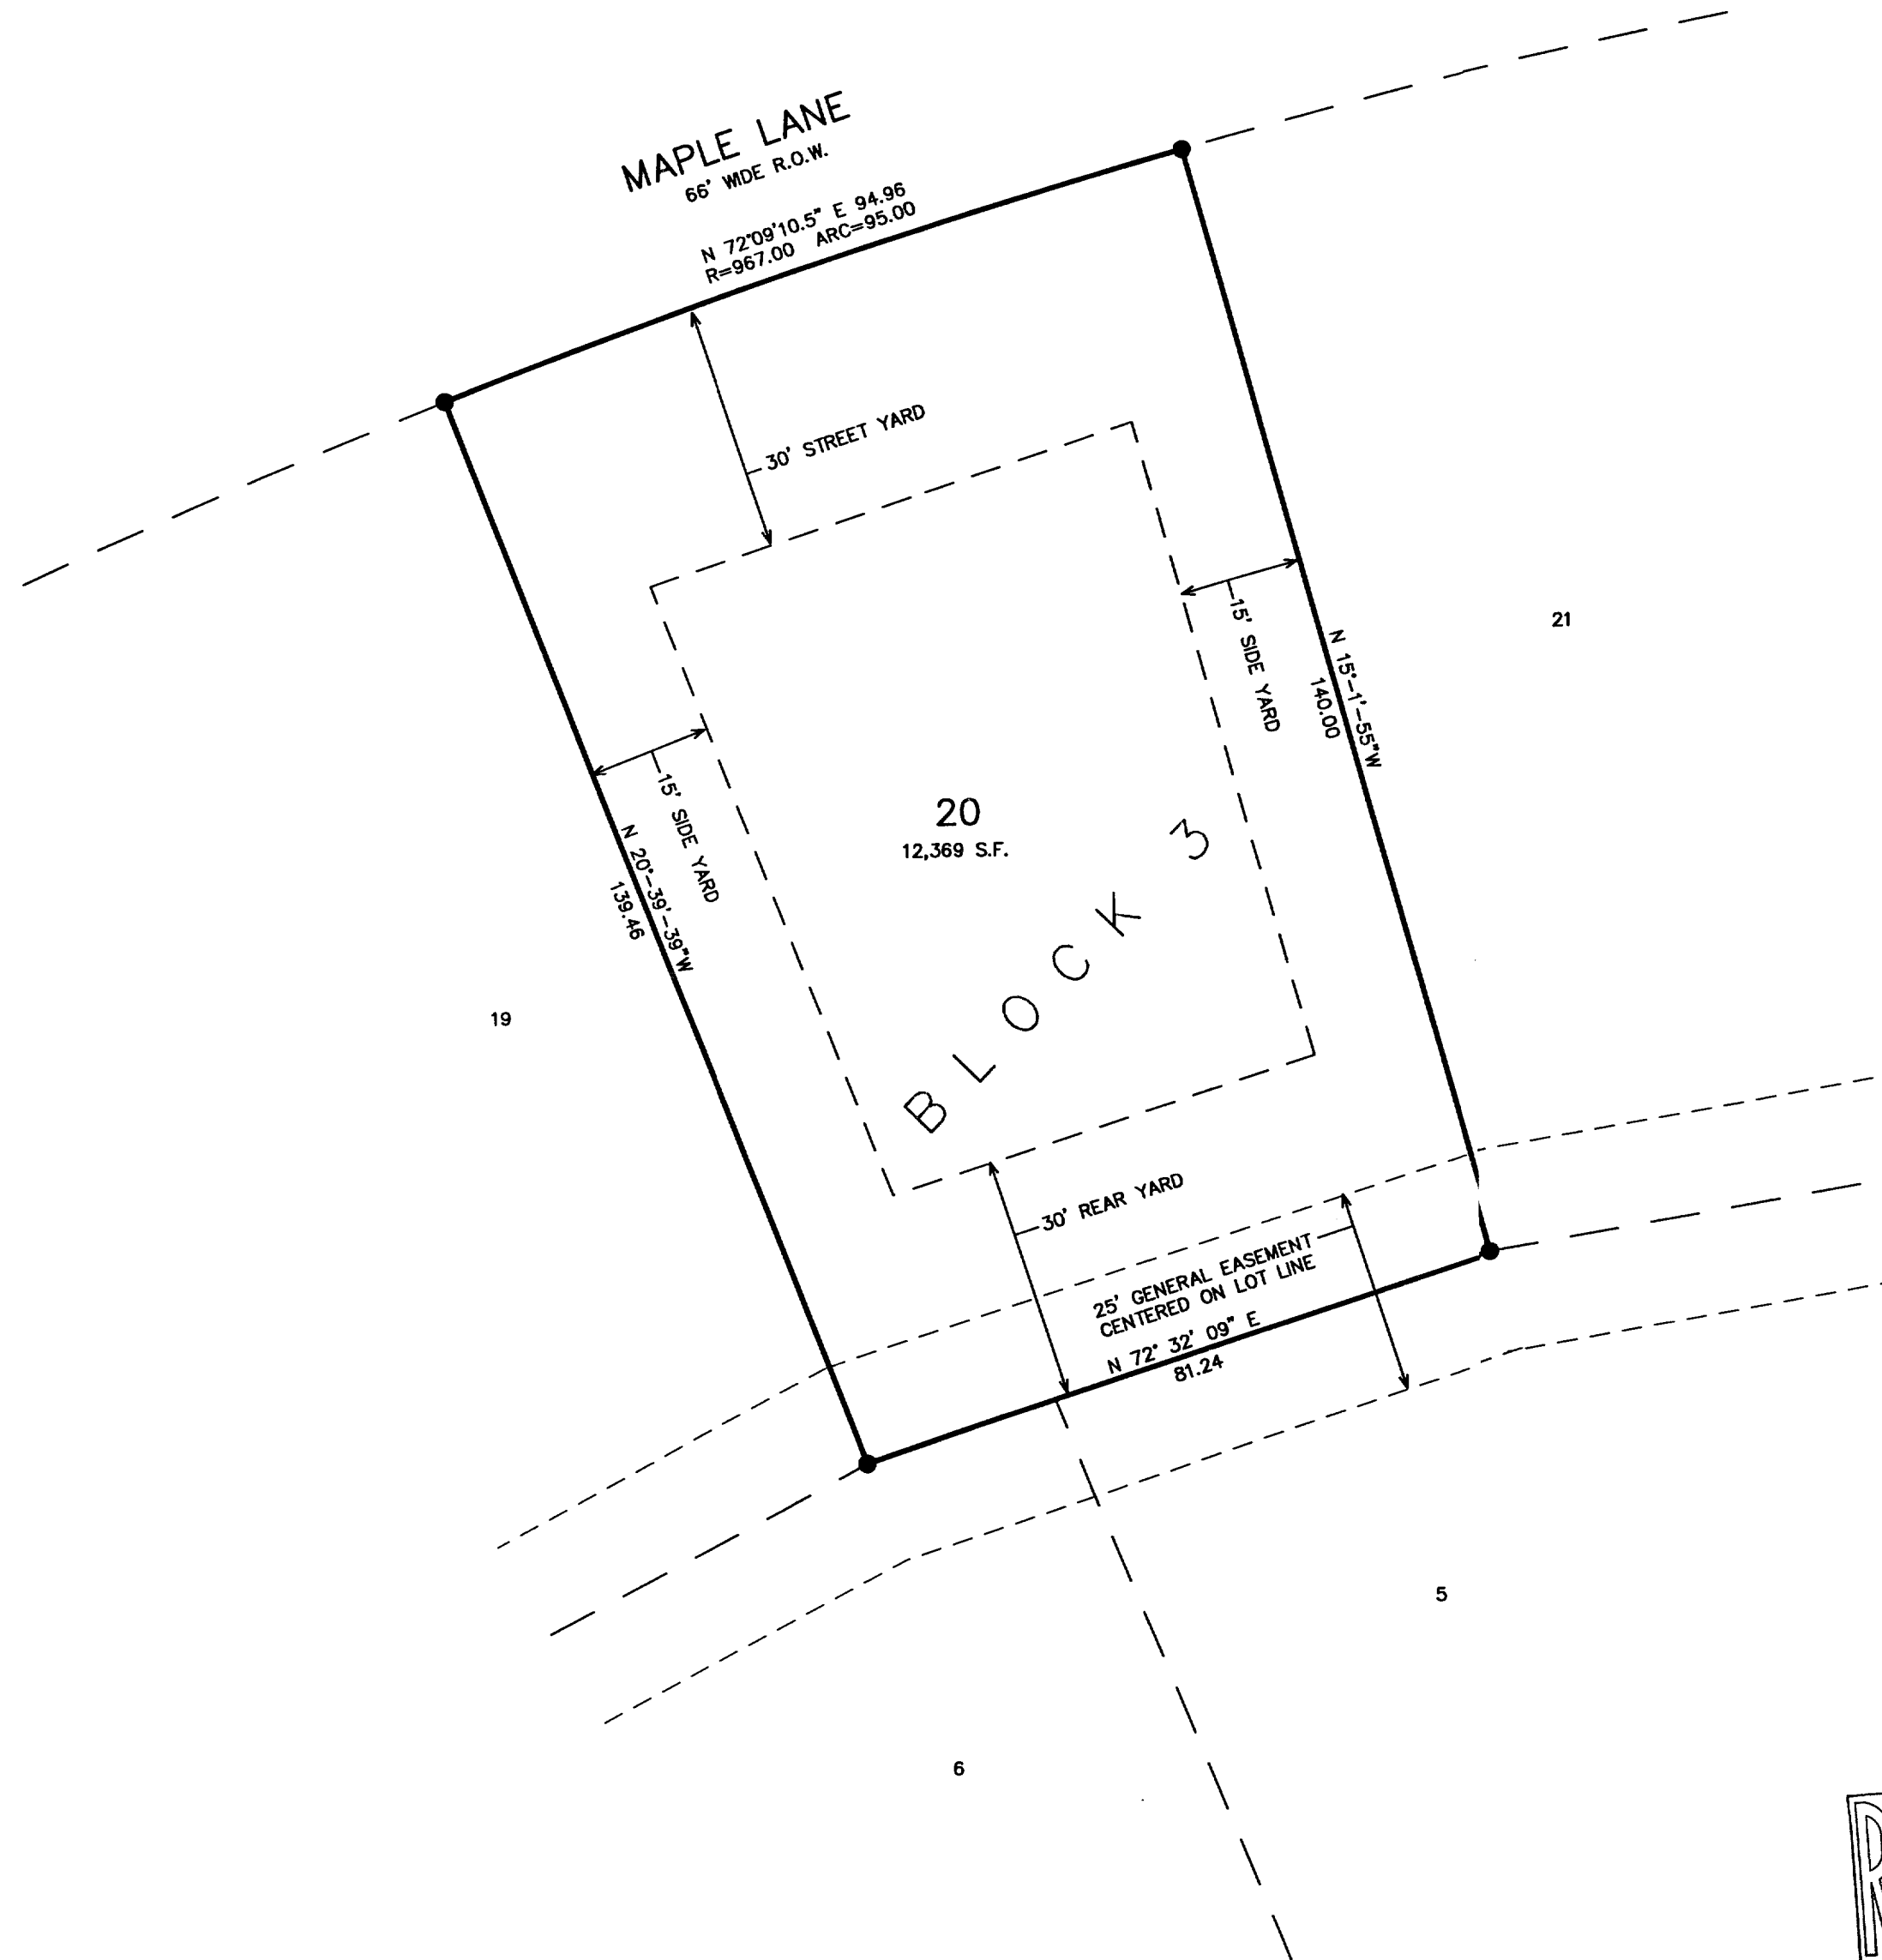 MAPLE LANE
66' WIDE R.O.W.
N 72°09'10.5" E 94.96
R=967.00 ARC=95.00
30' STREET YARD
15' SIDE YARD
N 15°-1'-55"W
140.00
21
15' SIDE YARD
N 20°-39'-39"W
139.46
20
12,369 S.F.
BLOCK 3
19
30' REAR YARD
25' GENERAL EASEMENT
CENTERED ON LOT LINE
N 72° 32' 09" E
81.24
5
6